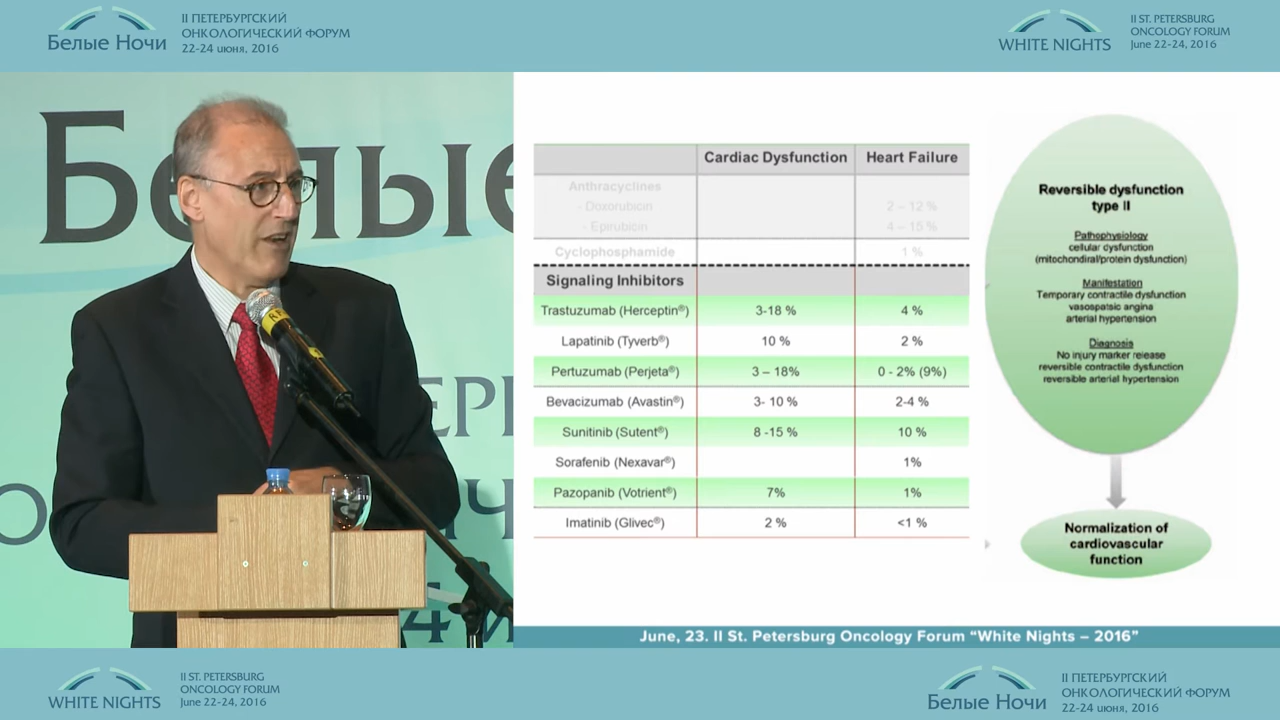 Белые Ночи
II ПЕТЕРБУРГСКИЙ
ОНКОЛОГИЧЕСКИЙ ФОРУМ
22-24 июня, 2016
WHITE NIGHTS
II ST. PETERSBURG
ONCOLOGY FORUM
June 22-24, 2016
Белые
Cardiac Dysfunction Heart Failure
Anthracyclines
- Doxorubicin 2 – 12 %
- Epirubicin 4 – 15 %
Cyclophosphamide 1 %
Signaling Inhibitors
Trastuzumab (Herceptin®) 3-18 % 4 %
Lapatinib (Tyverb®) 10 % 2 %
Pertuzumab (Perjeta®) 3 – 18% 0 - 2% (9%)
Bevacizumab (Avastin®) 3- 10 % 2-4 %
Sunitinib (Sutent®) 8 -15 % 10 %
Sorafenib (Nexavar®) 1%
Pazopanib (Votrient®) 7% 1%
Imatinib (Glivec®) 2 % <1 %
Reversible dysfunction
type II
Pathophysiology
cellular dysfunction
(mitochondiral/protein dysfunction)
Manifestation
Temporary contractile dysfunction
vasospatsic angina
arterial hypertension
Diagnosis
No injury marker release
reversible contractile dysfunction
reversible arterial hypertension
Normalization of
cardiovascular
function
June, 23. II St. Petersburg Oncology Forum “White Nights – 2016”
WHITE NIGHTS
II ST. PETERSBURG
ONCOLOGY FORUM
June 22-24, 2016
Белые Ночи
II ПЕТЕРБУРГСКИЙ
ОНКОЛОГИЧЕСКИЙ ФОРУМ
22-24 июня, 2016